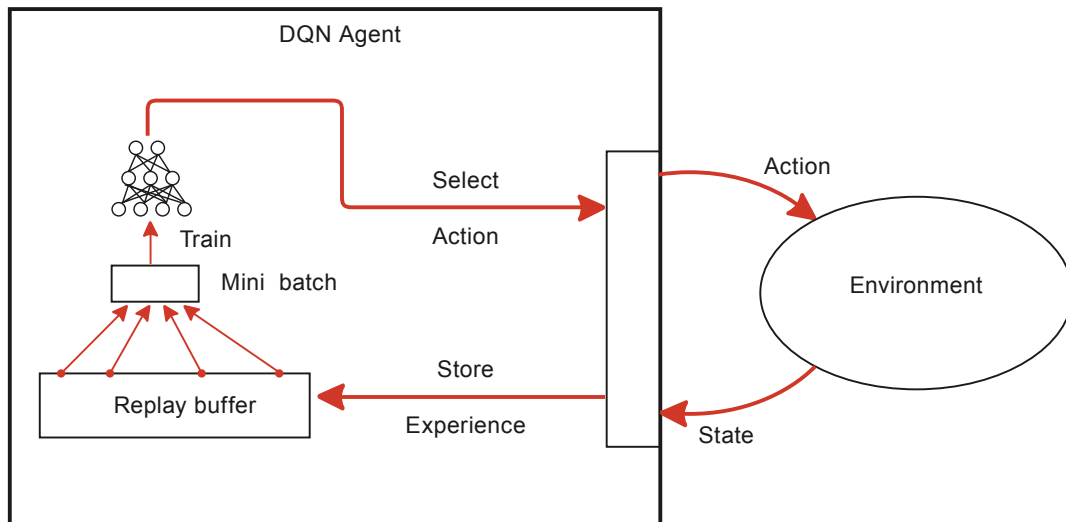 DQN Agent
Select
Action
Action
Train
Mini batch
Environment
Store
Replay buffer
Experience
State